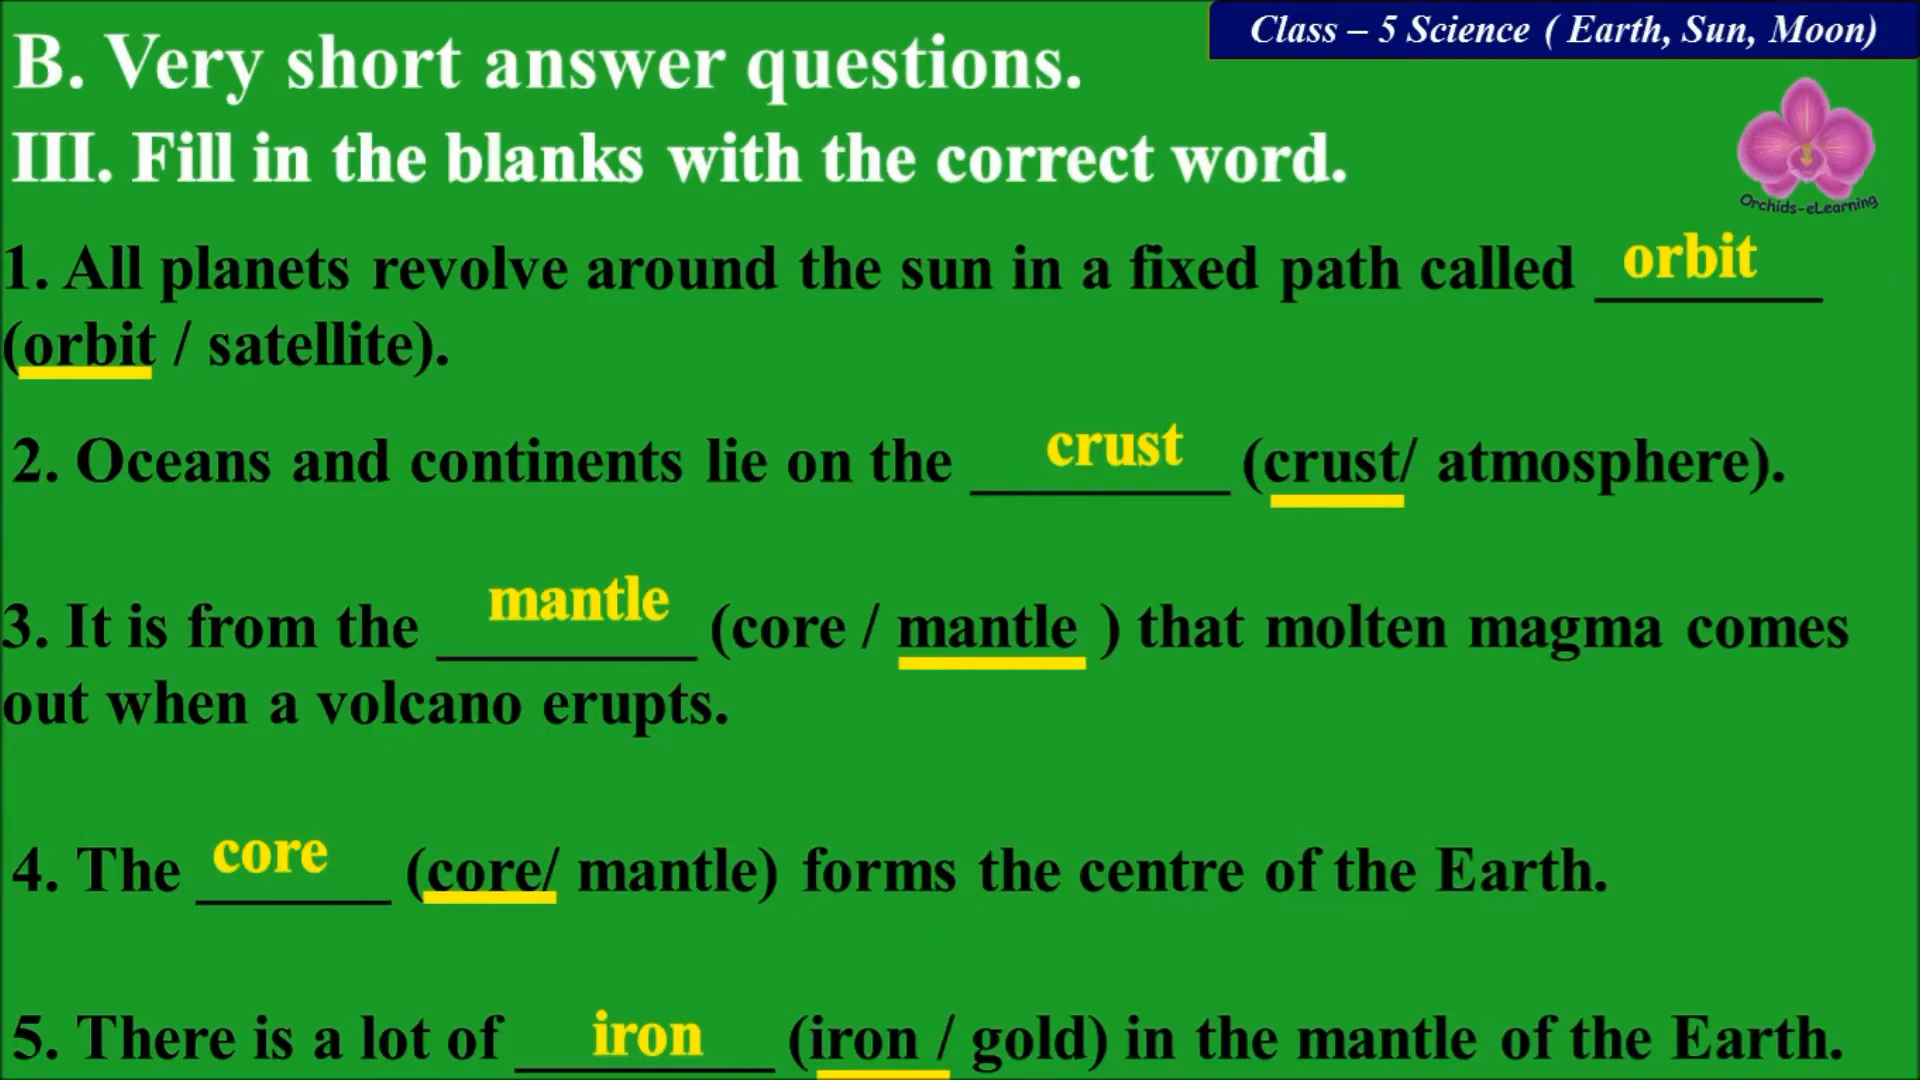 Class – 5 Science ( Earth, Sun, Moon)
B. Very short answer questions.
III. Fill in the blanks with the correct word.
Orchids-eLearning
1. All planets revolve around the sun in a fixed path called orbit
(orbit / satellite).
2. Oceans and continents lie on the crust (crust/ atmosphere).
3. It is from the mantle (core / mantle ) that molten magma comes
out when a volcano erupts.
4. The core (core/ mantle) forms the centre of the Earth.
5. There is a lot of iron (iron / gold) in the mantle of the Earth.